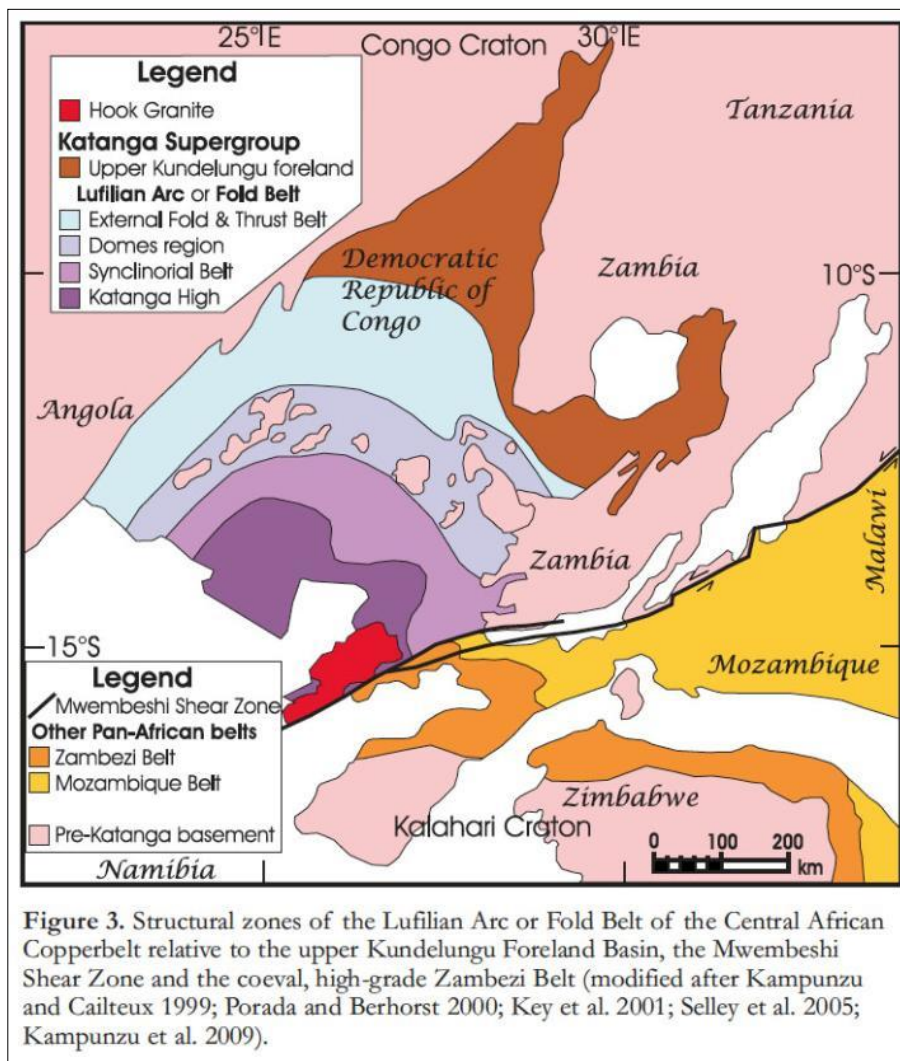 25°E
30°E
Congo Craton
Legend
Hook Granite
Katanga Supergroup
Upper Kundelungu foreland
Lufilian Arc or Fold Belt
External Fold & Thrust Belt
Domes region
Synclinorial Belt
Katanga High
Tanzania
Democratic
Republic of
Congo
Zambia
10°S
Angola
Zambia
Malawi
15°S
Legend
Mwembeshi Shear Zone
Other Pan-African belts
Zambezi Belt
Mozambique Belt
Pre-Katanga basement
Mozambique
Zimbabwe
Kalahari Craton
Namibia
0 100 200
km
Figure 3. Structural zones of the Lufilian Arc or Fold Belt of the Central African
Copperbelt relative to the upper Kundelungu Foreland Basin, the Mwembeshi
Shear Zone and the coeval, high-grade Zambezi Belt (modified after Kampunzu
and Cailteux 1999; Porada and Berhorst 2000; Key et al. 2001; Selley et al. 2005;
Kampunzu et al. 2009).